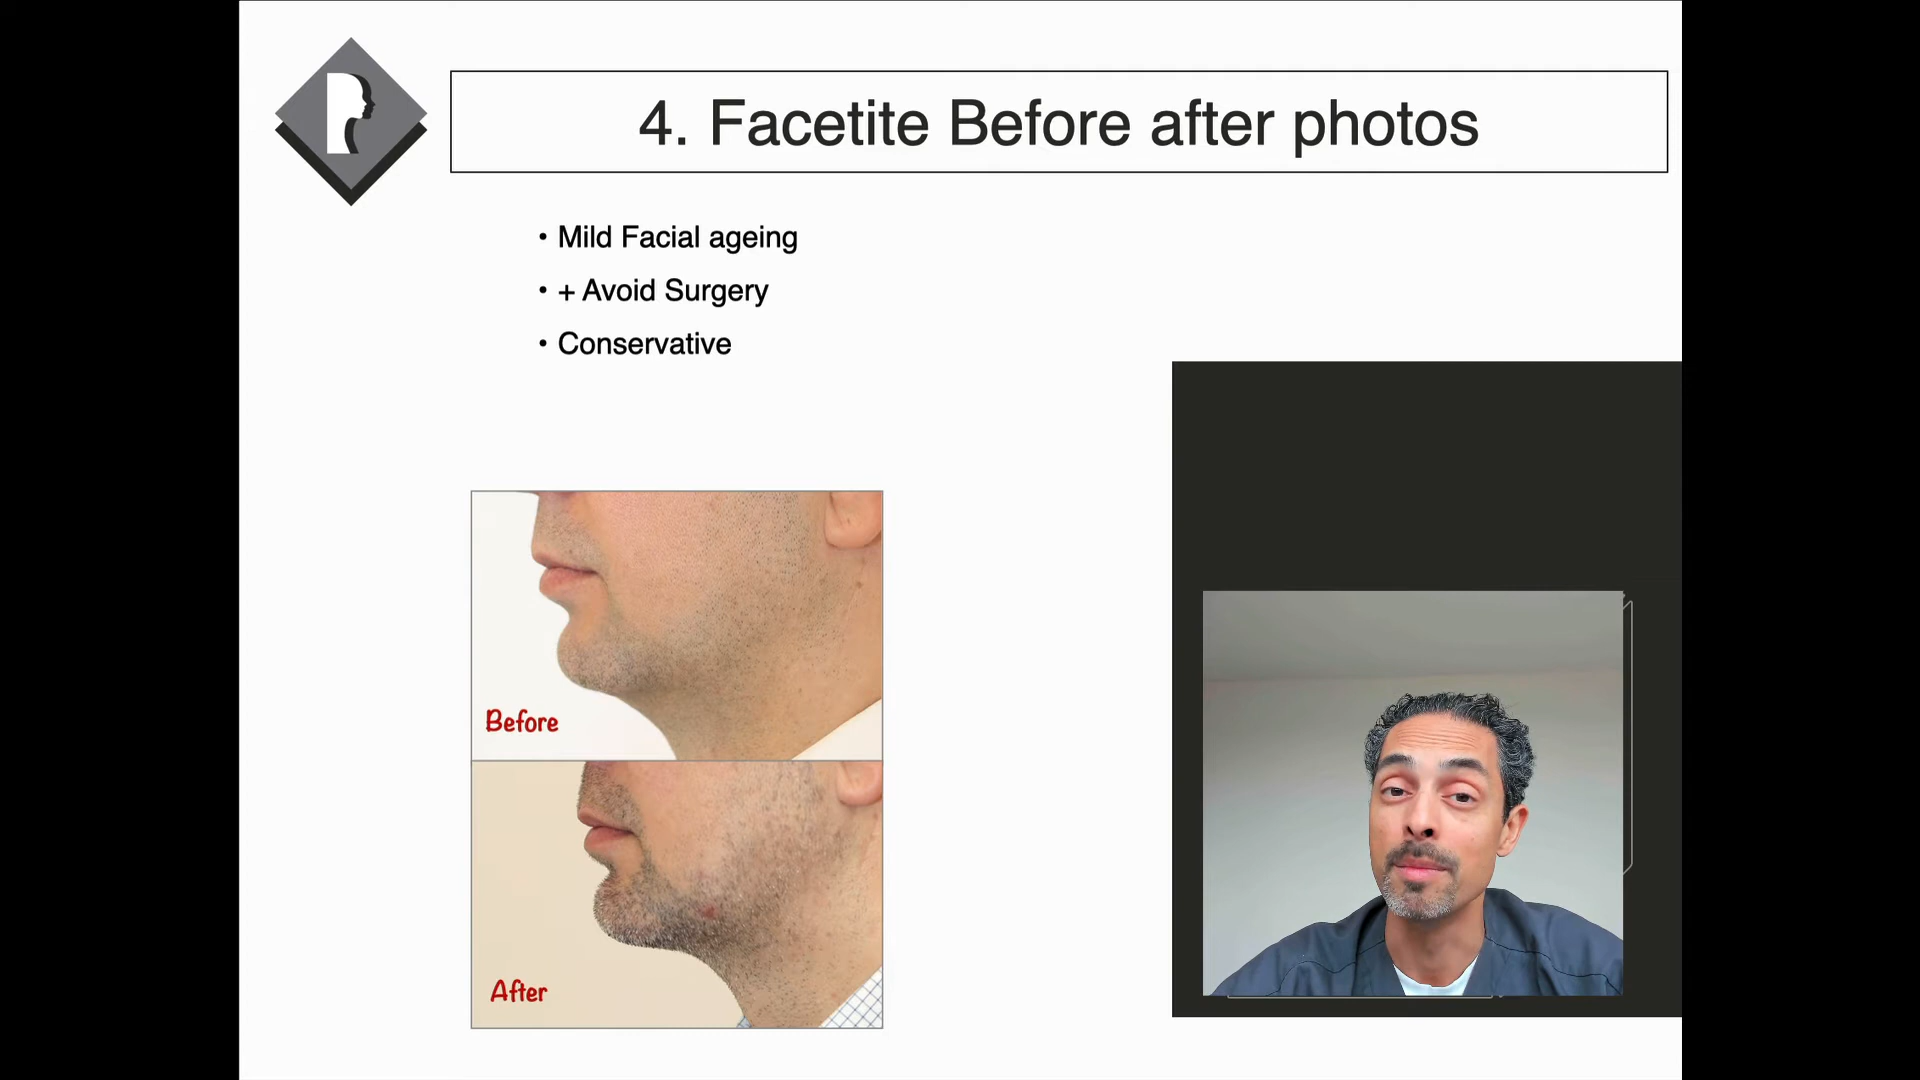 4. Facetite Before after photos
• Mild Facial ageing
• + Avoid Surgery
• Conservative
Before
After